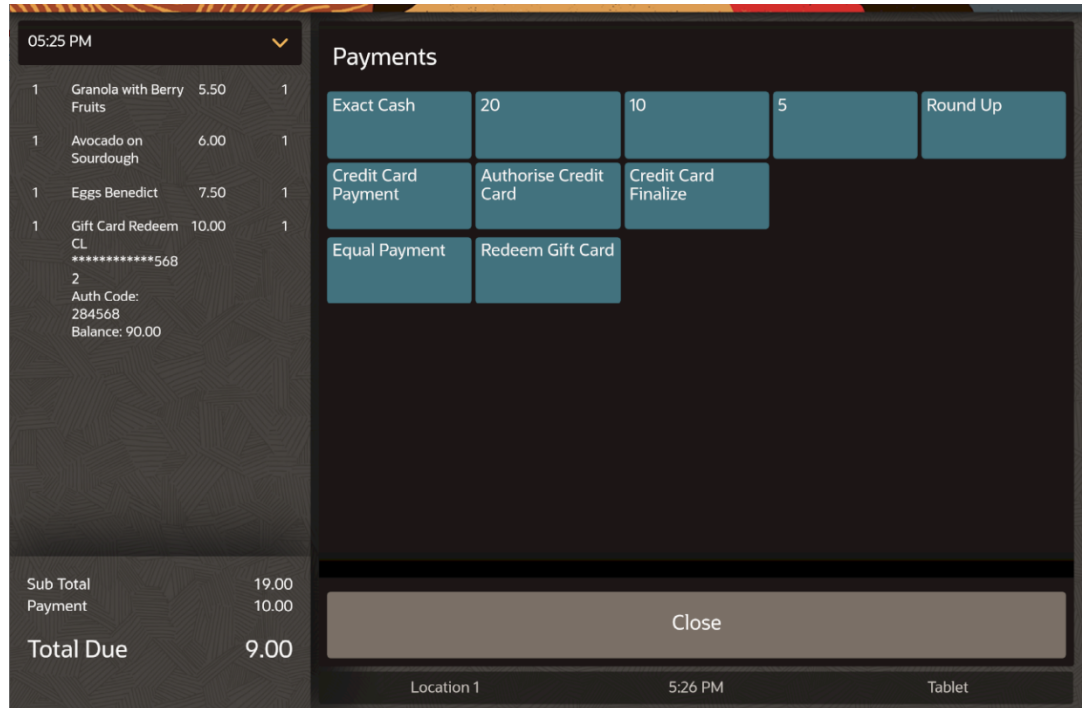 05:25 PM
1 Granola with Berry 5.50 1
Fruits
1 Avocado on 6.00 1
Sourdough
1 Eggs Benedict 7.50 1
1 Gift Card Redeem 10.00 1
CL
************568
2
Auth Code:
284568
Balance: 90.00
Sub Total 19.00
Payment 10.00
Total Due 9.00
Payments
Exact Cash 20 10 5 Round Up
Credit Card Authorise Credit Credit Card
Payment Card Finalize
Equal Payment Redeem Gift Card
Close
Location 1 5:26 PM Tablet